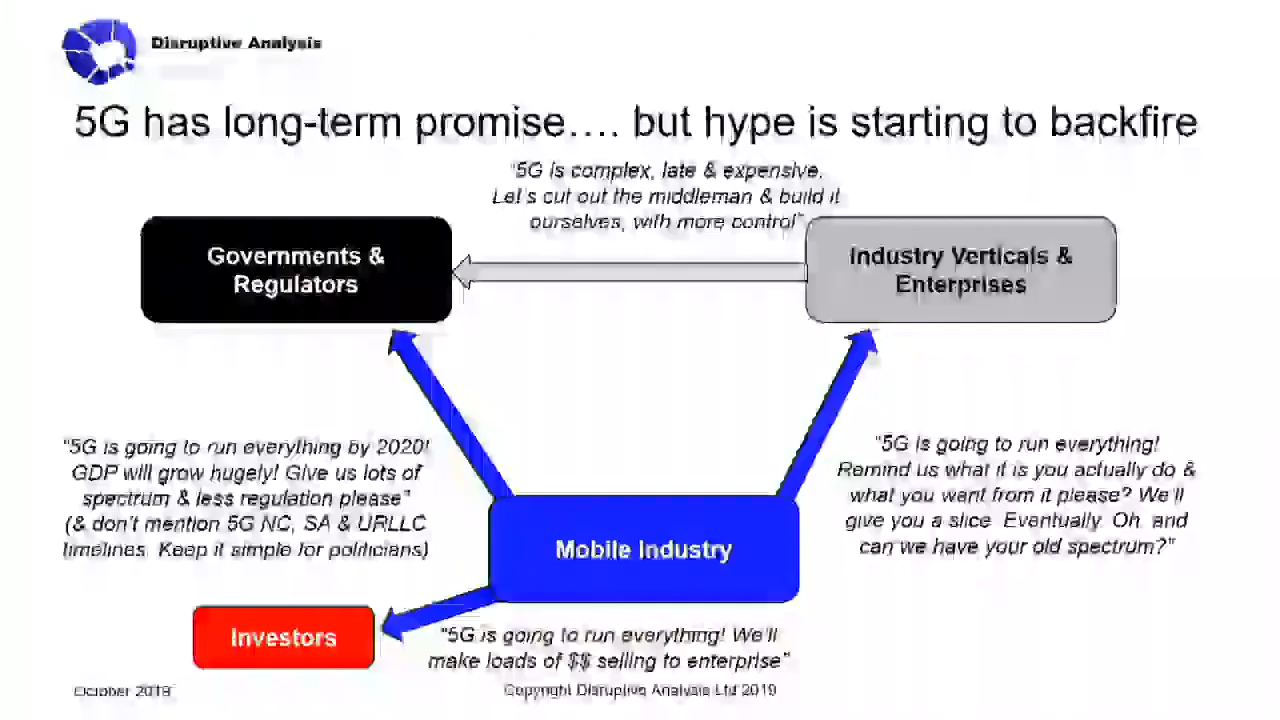 Disruptive Analysis
5G has long-term promise…. but hype is starting to backfire
"5G is complex, late & expensive.
Let's cut out the middleman & build it
ourselves, with more control"
Governments &
Regulators
Industry Verticals &
Enterprises
"5G is going to run everything by 2020!
GDP will grow hugely! Give us lots of
spectrum & less regulation please"
(& don't mention 5G NC, SA & URLLC
timelines. Keep it simple for politicians)
"5G is going to run everything!
Remind us what it is you actually do &
what you want from it please? We'll
give you a slice. Eventually. Oh, and
can we have your old spectrum?"
Mobile Industry
Investors
"5G is going to run everything! We'll
make loads of $$ selling to enterprise"
October 2019
Copyright Disruptive Analysis Ltd 2019